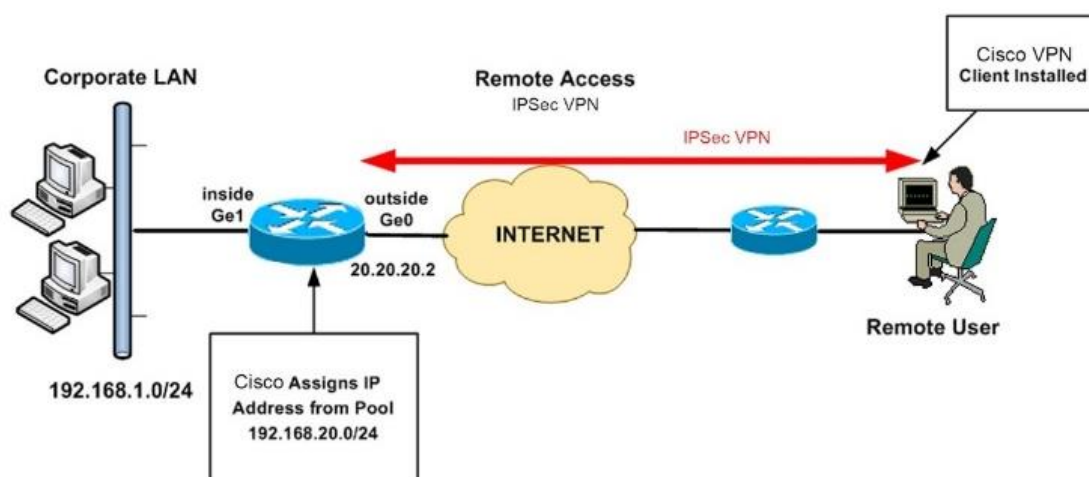 Corporate LAN
Remote Access
IPSec VPN
Cisco VPN
Client Installed
IPSec VPN
inside
Ge1
outside
Ge0
INTERNET
20.20.20.2
Remote User
192.168.1.0/24
Cisco Assigns IP
Address from Pool
192.168.20.0/24